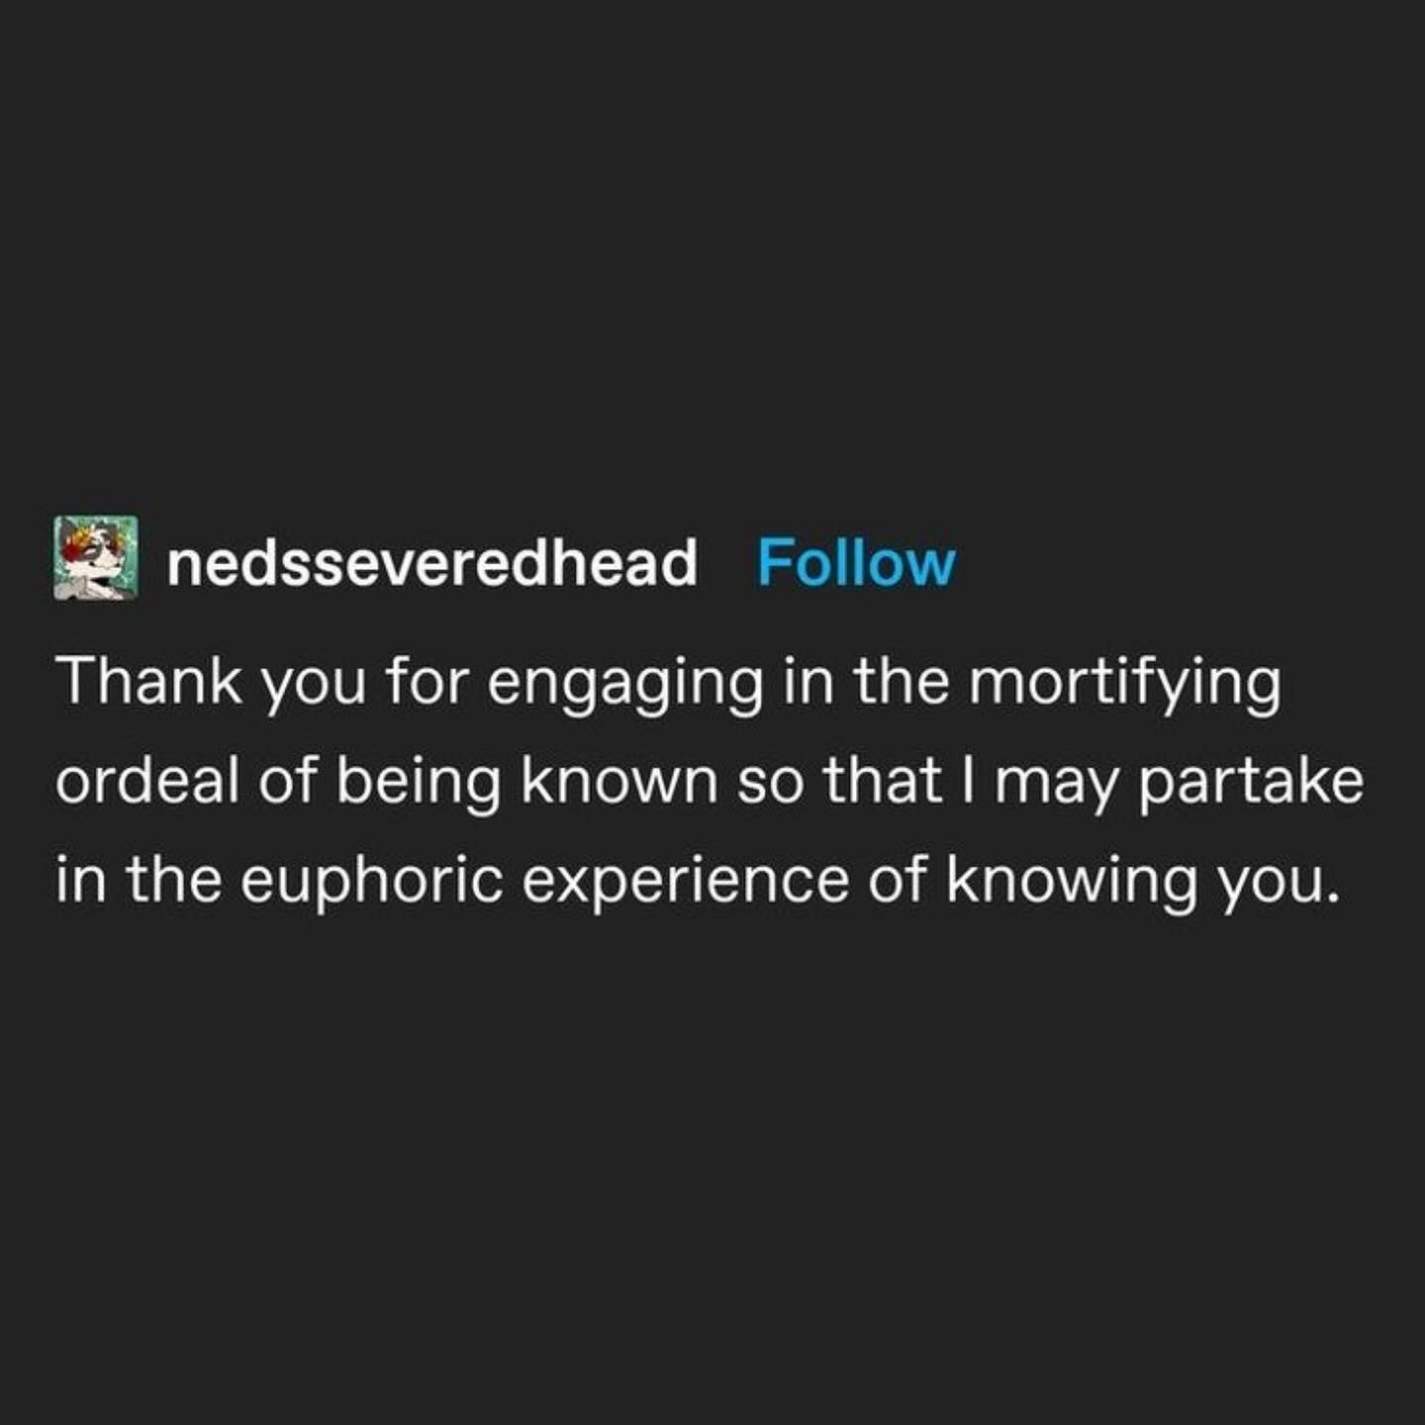 nedsseveredhead Follow
Thank you for engaging in the mortifying
ordeal of being known so that I may partake
in the euphoric experience of knowing you.